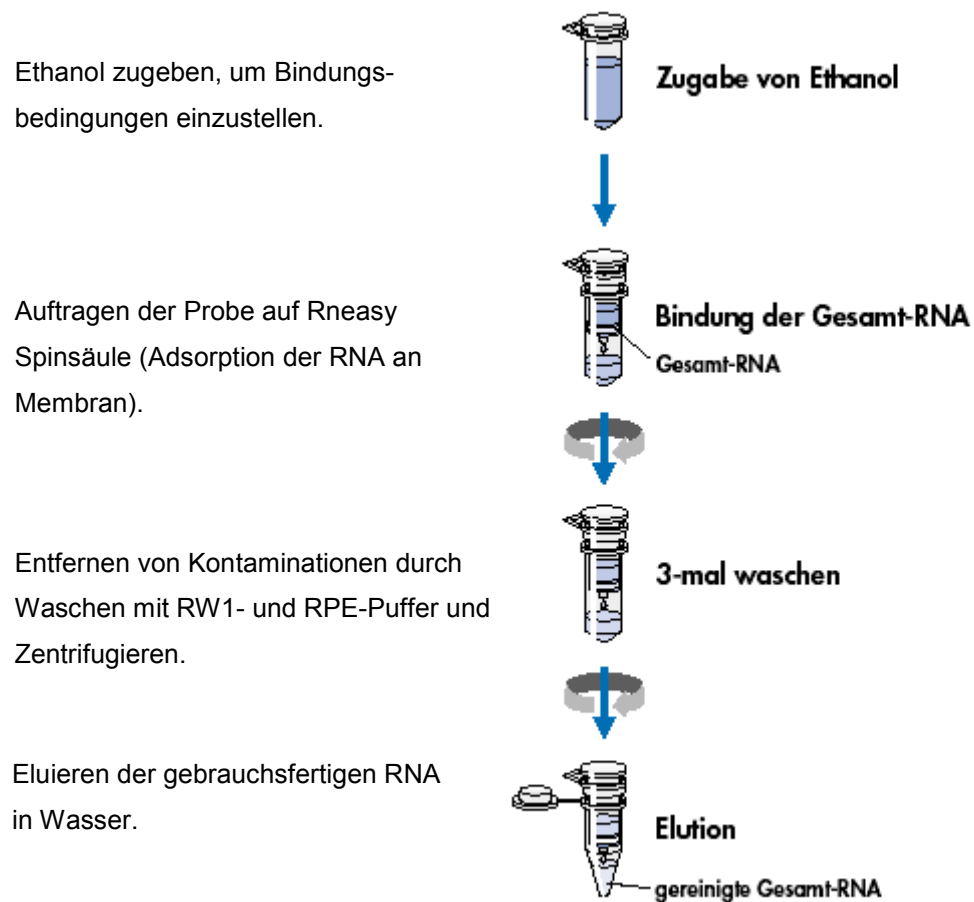 Ethanol zugeben, um Bindungs-
bedingungen einzustellen.
Zugabe von Ethanol
Auftragen der Probe auf Rneasy
Spinsäule (Adsorption der RNA an
Membran).
Bindung der Gesamt-RNA
Gesamt-RNA
Entfernen von Kontaminationen durch
Waschen mit RW1- und RPE-Puffer und
Zentrifugieren.
3-mal waschen
Eluieren der gebrauchsfertigen RNA
in Wasser.
Elution
gereinigte Gesamt-RNA